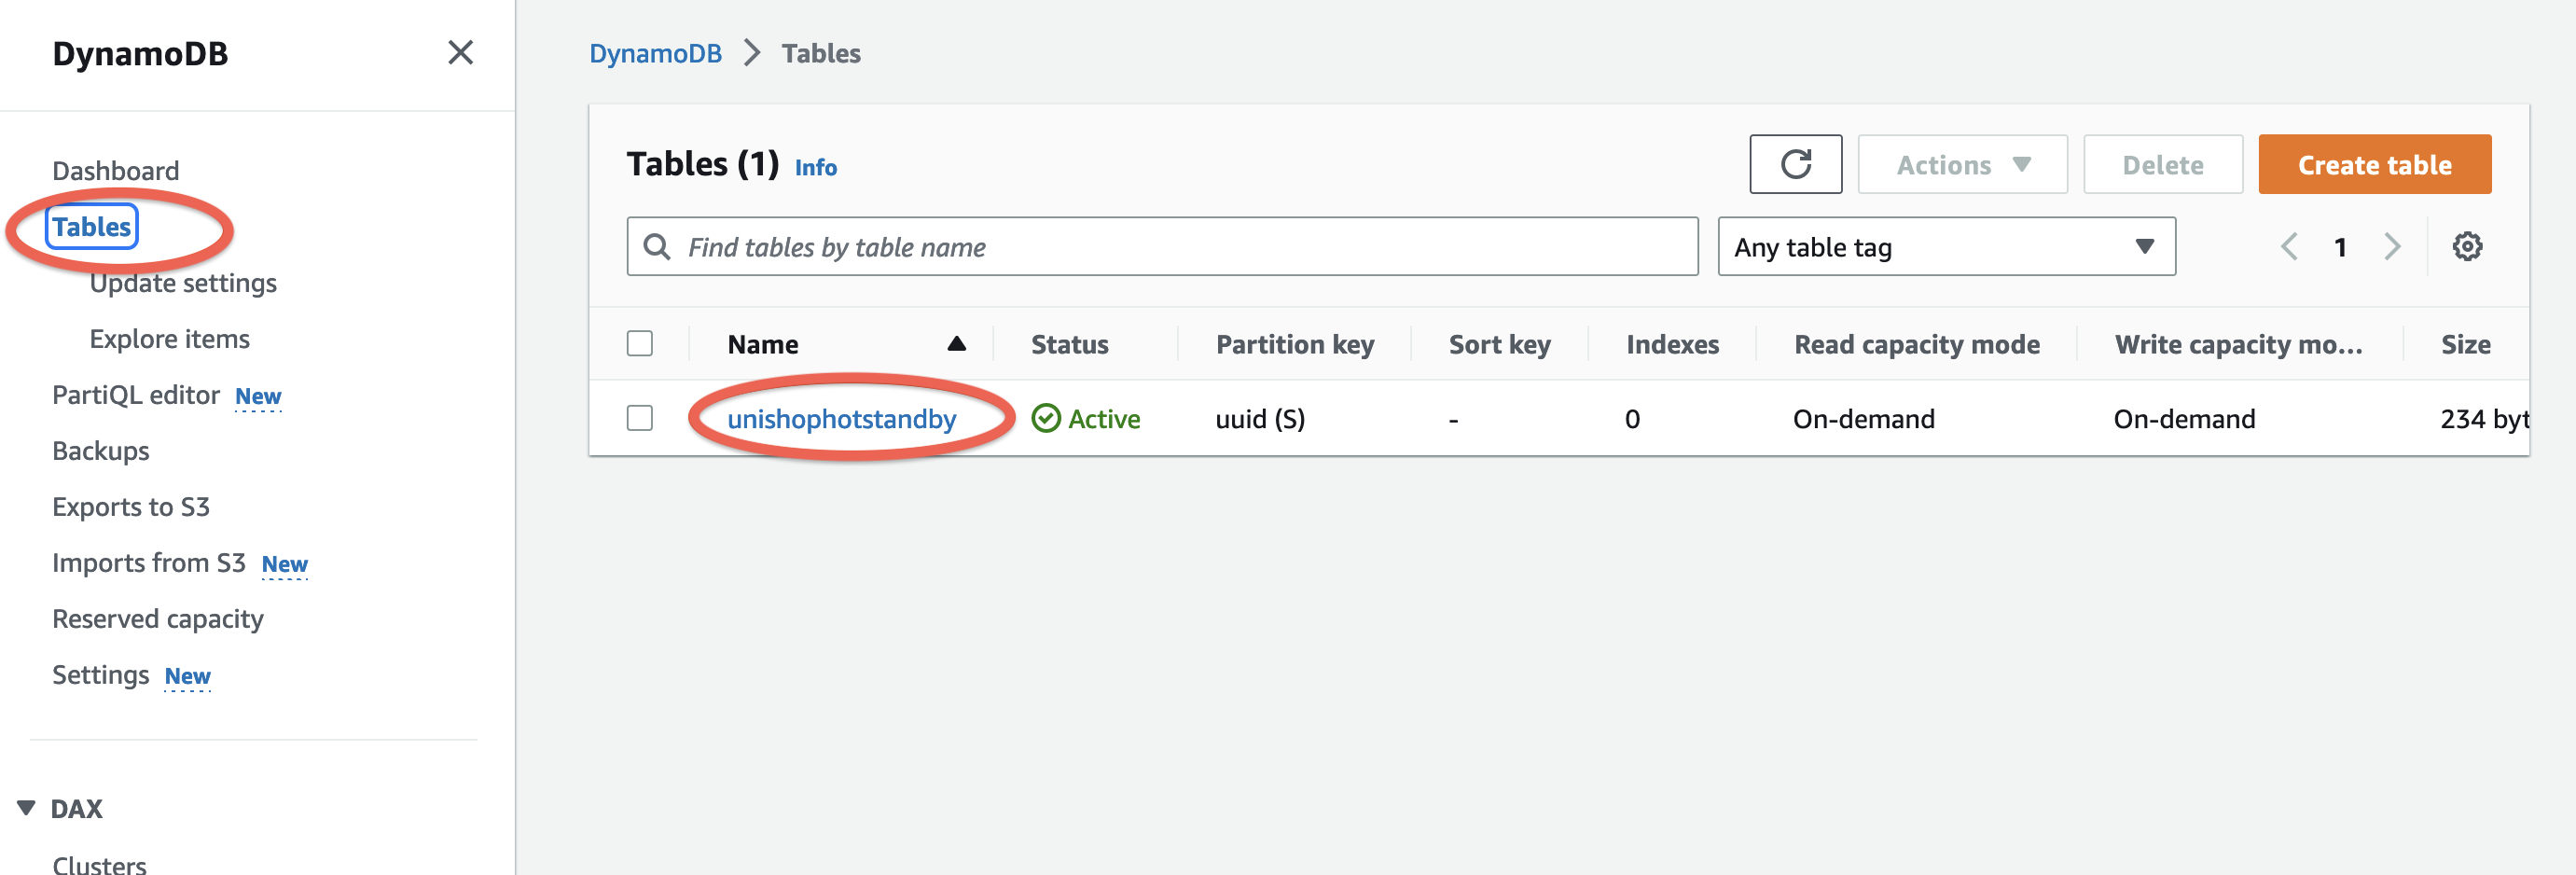 DynamoDB
Dashboard
Tables
Update settings
Explore items
PartiQL editor New
Backups
Exports to S3
Imports from S3 New
Reserved capacity
Settings New
DAX
Clusters
DynamoDB Tables
Tables (1) Info
Actions
Delete
Create table
Find tables by table name
Any table tag
1
Name Status Partition key Sort key Indexes Read capacity mode Write capacity mo... Size
unishophotstandby Active uuid (S) - 0 On-demand On-demand 234 byt